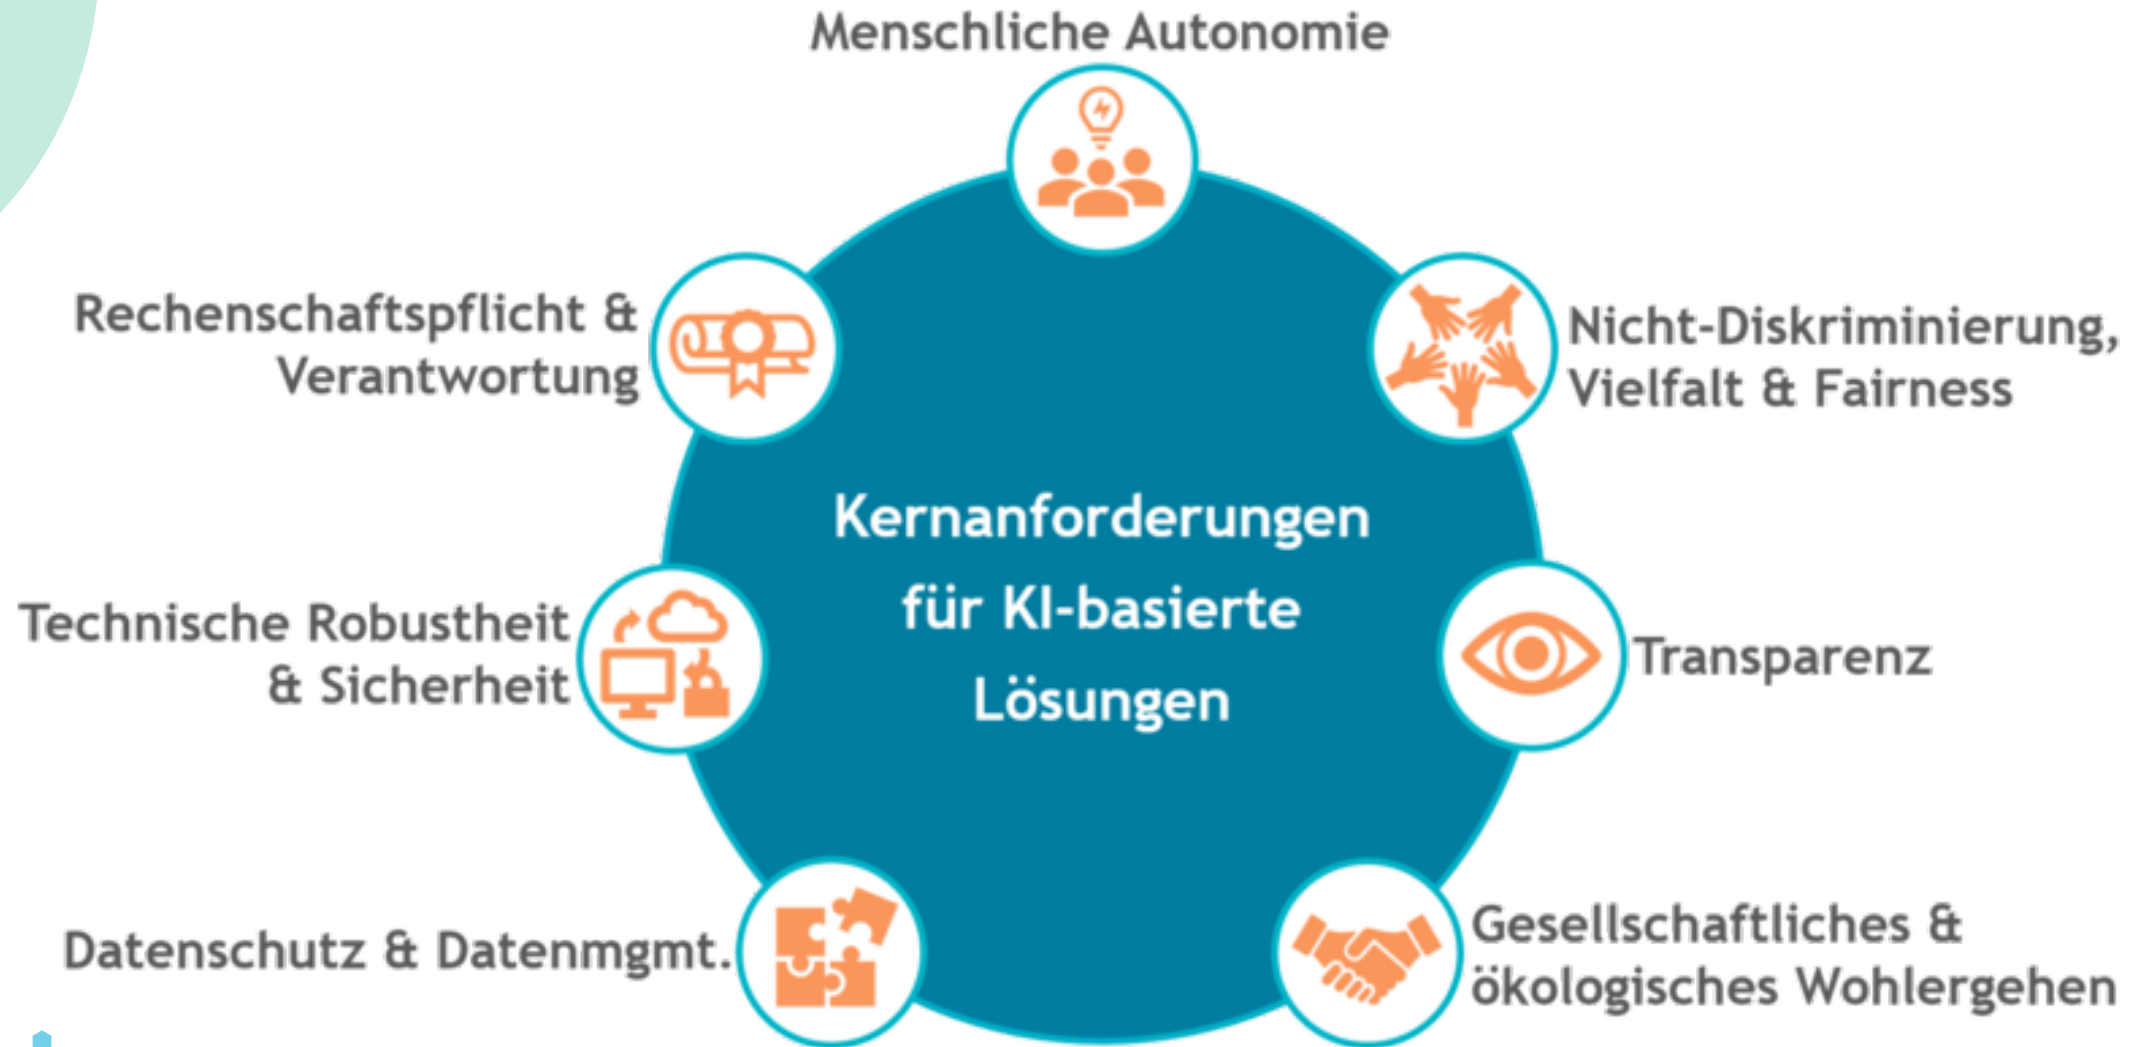 Menschliche Autonomie
Rechenschaftspflicht &
Verantwortung
Nicht-Diskriminierung,
Vielfalt & Fairness
Kernanforderungen
für KI-basierte
Lösungen
Technische Robustheit
& Sicherheit
Transparenz
Datenschutz & Datenmgmt.
Gesellschaftliches &
ökologisches Wohlergehen